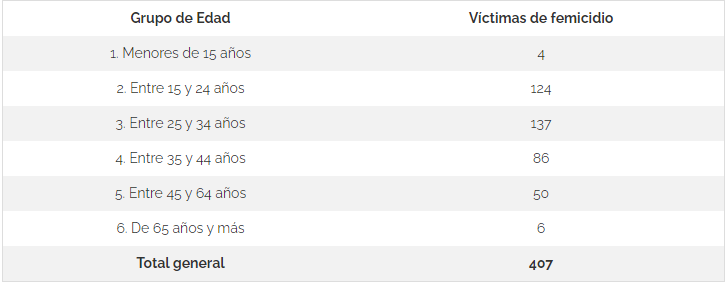 Grupo de Edad Víctimas de femicidio
1. Menores de 15 años 4
2. Entre 15 y 24 años 124
3. Entre 25 y 34 años 137
4. Entre 35 y 44 años 86
5. Entre 45 y 64 años 50
6. De 65 años y más 6
Total general 407